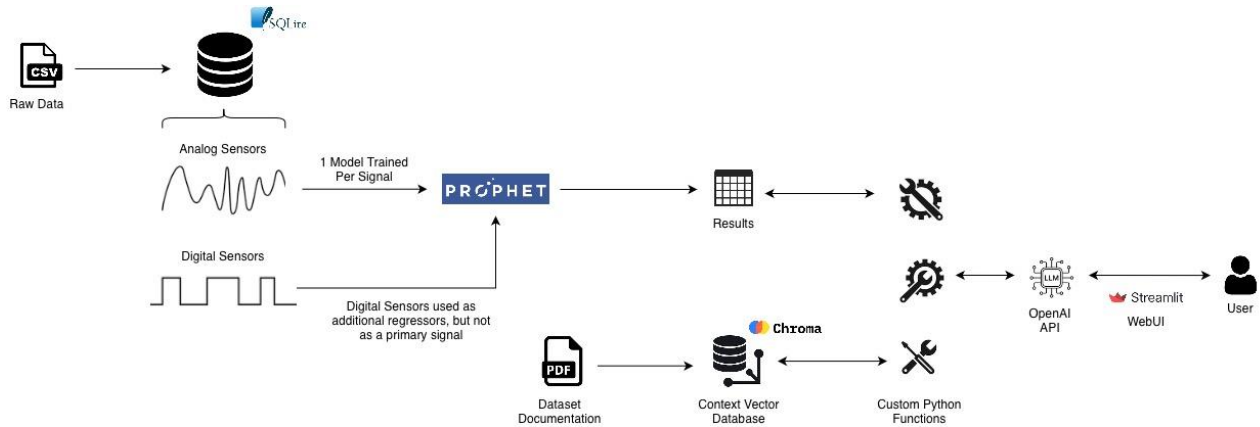 SQLite
CSV
Raw Data
Analog Sensors
1 Model Trained
Per Signal
PROPHET
Results
Digital Sensors
Digital Sensors used as
additional regressors, but not
as a primary signal
LLM
OpenAI
API
Streamlit
WebUI
User
Chroma
PDF
Dataset
Documentation
Context Vector
Database
Custom Python
Functions